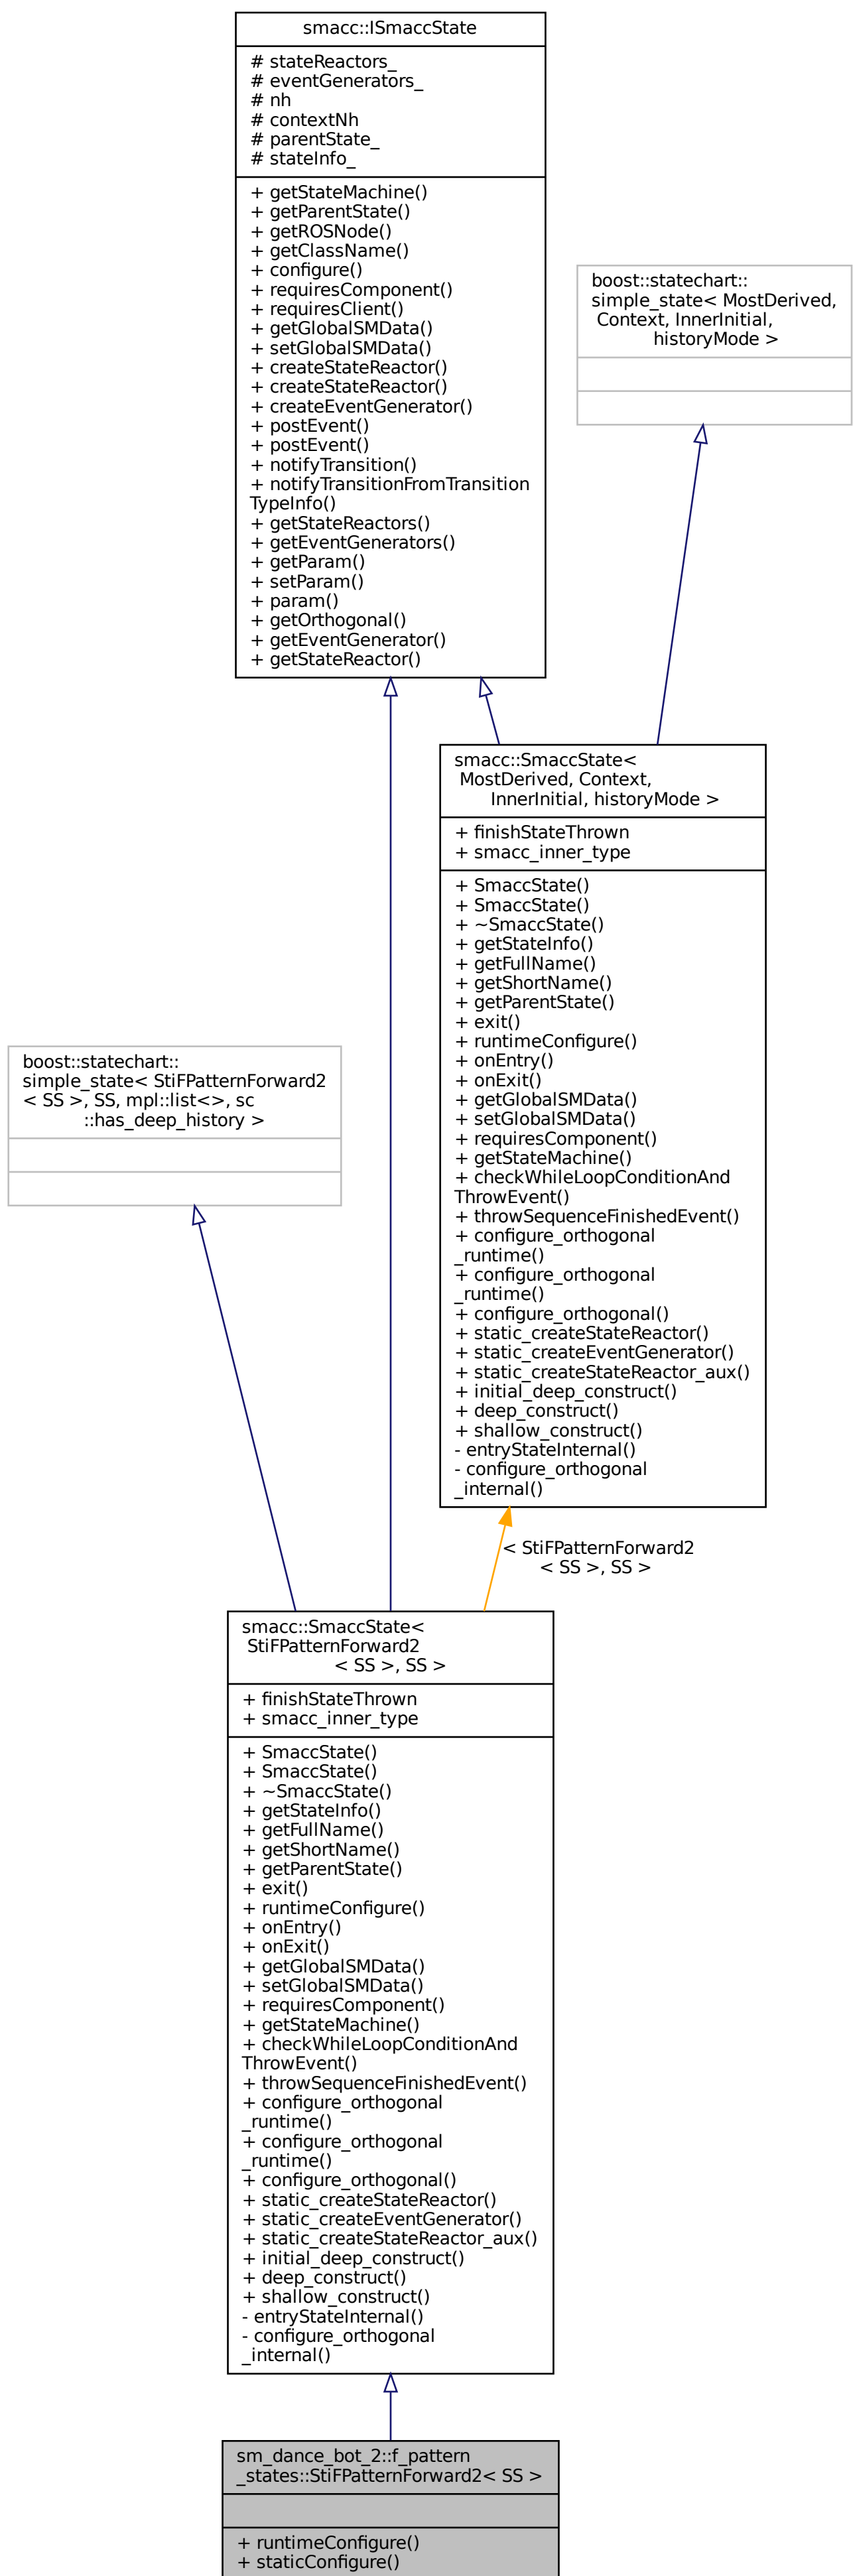 smacc::ISmaccState
# stateReactors_
# eventGenerators_
# nh
# contextNh
# parentState_
# stateInfo_
+ getStateMachine()
+ getParentState()
+ getROSNode()
+ getClassName()
+ configure()
+ requiresComponent()
+ requiresClient()
+ getGlobalSMData()
+ setGlobalSMData()
+ createStateReactor()
+ createStateReactor()
+ createEventGenerator()
+ postEvent()
+ postEvent()
+ notifyTransition()
+ notifyTransitionFromTransition
TypeInfo()
+ getStateReactors()
+ getEventGenerators()
+ getParam()
+ setParam()
+ param()
+ getOrthogonal()
+ getEventGenerator()
+ getStateReactor()
boost::statechart::
simple_state< MostDerived,
Context, InnerInitial,
historyMode >
smacc::SmaccState<
MostDerived, Context,
InnerInitial, historyMode >
+ finishStateThrown
+ smacc_inner_type
+ SmaccState()
+ SmaccState()
+ ~SmaccState()
+ getStateInfo()
+ getFullName()
+ getShortName()
+ getParentState()
+ exit()
+ runtimeConfigure()
+ onEntry()
+ onExit()
+ getGlobalSMData()
+ setGlobalSMData()
+ requiresComponent()
+ getStateMachine()
+ checkWhileLoopConditionAnd
ThrowEvent()
+ throwSequenceFinishedEvent()
+ configure_orthogonal
_runtime()
+ configure_orthogonal
_runtime()
+ configure_orthogonal()
+ static_createStateReactor()
+ static_createEventGenerator()
+ static_createStateReactor_aux()
+ initial_deep_construct()
+ deep_construct()
+ shallow_construct()
- entryStateInternal()
- configure_orthogonal
_internal()
boost::statechart::
simple_state< StiFPatternForward2
< SS >, SS, mpl::list<>, sc
::has_deep_history >
< StiFPatternForward2
< SS >, SS >
smacc::SmaccState<
StiFPatternForward2
< SS >, SS >
+ finishStateThrown
+ smacc_inner_type
+ SmaccState()
+ SmaccState()
+ ~SmaccState()
+ getStateInfo()
+ getFullName()
+ getShortName()
+ getParentState()
+ exit()
+ runtimeConfigure()
+ onEntry()
+ onExit()
+ getGlobalSMData()
+ setGlobalSMData()
+ requiresComponent()
+ getStateMachine()
+ checkWhileLoopConditionAnd
ThrowEvent()
+ throwSequenceFinishedEvent()
+ configure_orthogonal
_runtime()
+ configure_orthogonal
_runtime()
+ configure_orthogonal()
+ static_createStateReactor()
+ static_createEventGenerator()
+ static_createStateReactor_aux()
+ initial_deep_construct()
+ deep_construct()
+ shallow_construct()
- entryStateInternal()
- configure_orthogonal
_internal()
sm_dance_bot_2::f_pattern
_states::StiFPatternForward2< SS >
+ runtimeConfigure()
+ staticConfigure()